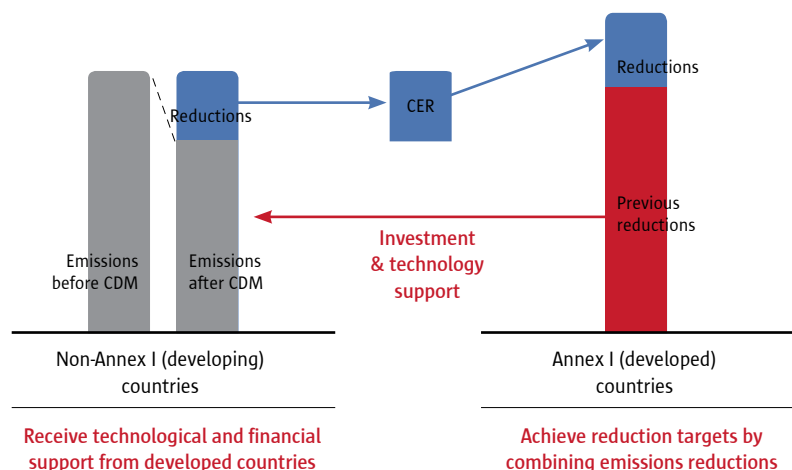 Reductions
CER
Reductions
Previous
reductions
Investment
& technology
support
Emissions
before CDM
Emissions
after CDM
Non-Annex I (developing)
countries
Annex I (developed)
countries
Receive technological and financial
support from developed countries
Achieve reduction targets by
combining emissions reductions